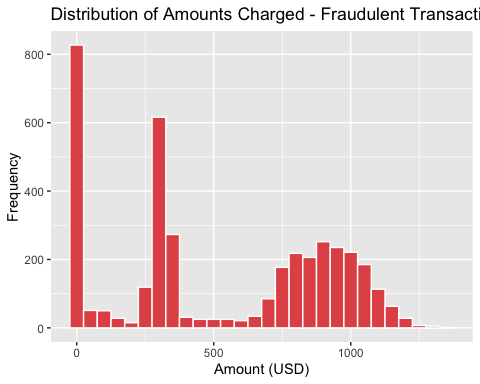 Distribution of Amounts Charged - Fraudulent Transacti
800
600
400
200
0
Frequency
0 500 1000
Amount (USD)